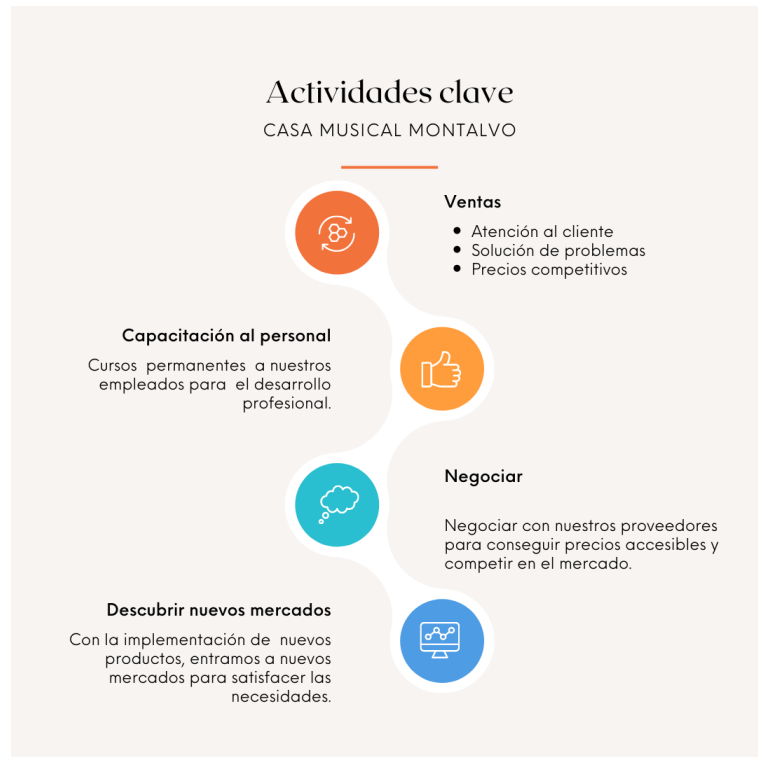 Actividades clave
CASA MUSICAL MONTALVO
Ventas
• Atención al cliente
• Solución de problemas
• Precios competitivos
Capacitación al personal
Cursos permanentes a nuestros
empleados para el desarrollo
profesional.
Negociar
Negociar con nuestros proveedores
para conseguir precios accesibles y
competir en el mercado.
Descubrir nuevos mercados
Con la implementación de nuevos
productos, entramos a nuevos
mercados para satisfacer las
necesidades.